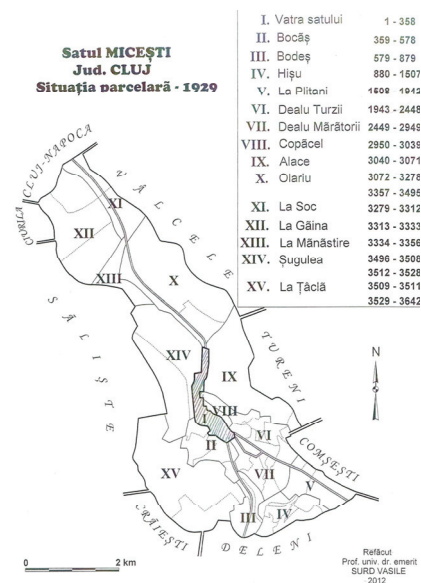 Satul MICEȘTI
Jud. CLUJ
Situația parcelară - 1929
I. Vatra satului 1 - 358
II. Bocăș 359 - 578
III. Bodeș 579 - 879
IV. Hișu 880 - 1507
V. La Plitani
VI. Dealu Turzii 1943 - 2448
VII. Dealu Mărătorii 2449 - 2949
VIII. Copăcel 2950 - 3039
IX. Alace 3040 - 3071
X. Olariu 3072 - 3278
3357 - 3495
XI. La Soc 3279 - 3312
XII. La Găina 3313 - 3333
XIII. La Mănăstire 3334 - 3356
XIV. Șugulea 3496 - 3508
3512 - 3528
XV. La Țâclă 3509 - 3511
3529 - 3642
CLUJ-NAPOCA
CIURILA
VÂLCELE
XI
XII
XIII
X
SĂLIȘTE
XIV
IX
TURENI
N
VIII
I
VI
II
COMȘEȘTI
VII
XV
V
III
IV
CRĂIEȘTI
DELENI
0 2 km
Refăcut
Prof. univ. dr. emerit
SURD VASILE
2012